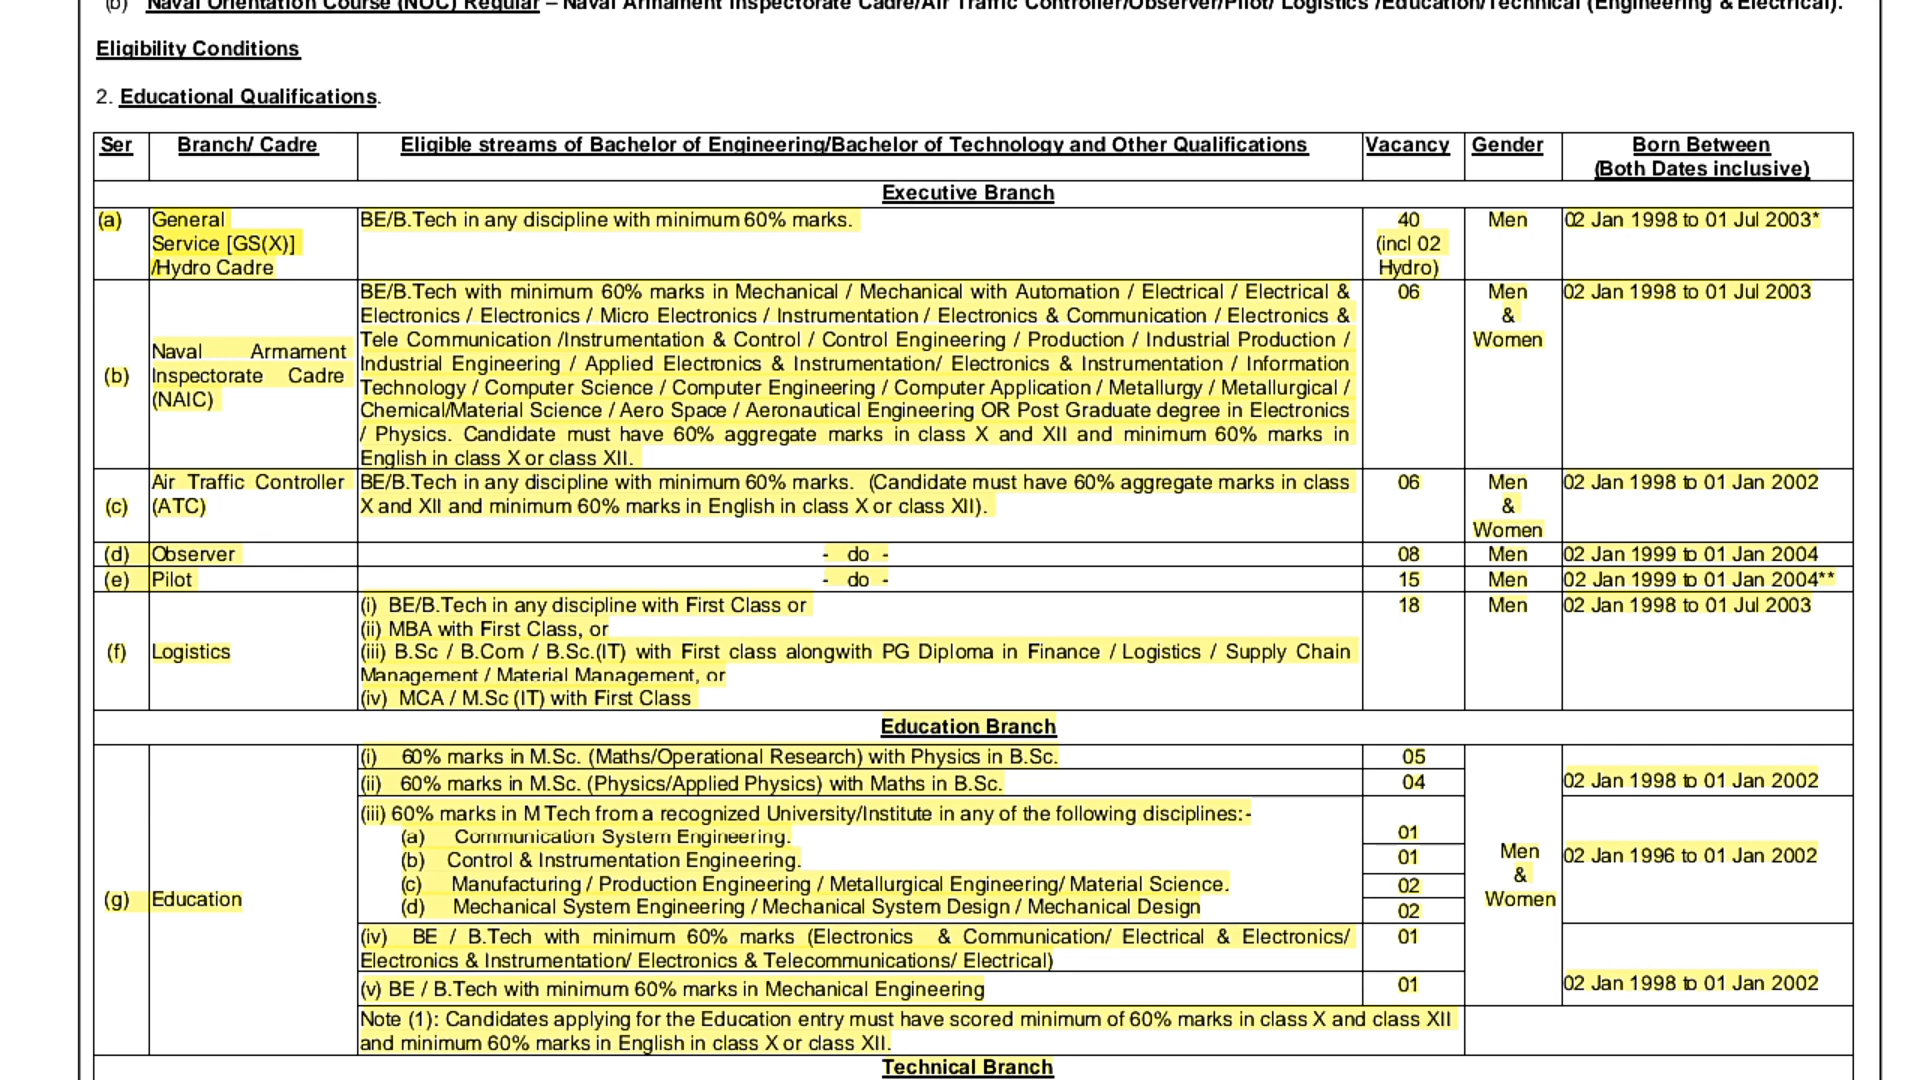 (b) Naval Orientation Course (NOC) Regular – Naval Armament Inspectorate Cadre/Air Traffic Controller/Observer/Pilot/ Logistics /Education/Technical (Engineering & Electrical).
Eligibility Conditions
2. Educational Qualifications.
Ser Branch/ Cadre Eligible streams of Bachelor of Engineering/Bachelor of Technology and Other Qualifications Vacancy Gender Born Between
(Both Dates inclusive)
Executive Branch
(a) General BE/B.Tech in any discipline with minimum 60% marks. 40 Men 02 Jan 1998 to 01 Jul 2003*
Service [GS(X)] (incl 02
/Hydro Cadre Hydro)
BE/B.Tech with minimum 60% marks in Mechanical / Mechanical with Automation / Electrical / Electrical & 06 Men 02 Jan 1998 to 01 Jul 2003
Electronics / Electronics / Micro Electronics / Instrumentation / Electronics & Communication / Electronics & &
Tele Communication /Instrumentation & Control / Control Engineering / Production / Industrial Production / Women
Naval Armament Industrial Engineering / Applied Electronics & Instrumentation/ Electronics & Instrumentation / Information
(b) Inspectorate Cadre Technology / Computer Science / Computer Engineering / Computer Application / Metallurgy / Metallurgical /
(NAIC) Chemical/Material Science / Aero Space / Aeronautical Engineering OR Post Graduate degree in Electronics
/ Physics. Candidate must have 60% aggregate marks in class X and XII and minimum 60% marks in
English in class X or class XII.
Air Traffic Controller BE/B.Tech in any discipline with minimum 60% marks. (Candidate must have 60% aggregate marks in class 06 Men 02 Jan 1998 to 01 Jan 2002
(c) (ATC) X and XII and minimum 60% marks in English in class X or class XII). &
Women
(d) Observer - do - 08 Men 02 Jan 1999 to 01 Jan 2004
(e) Pilot - do - 15 Men 02 Jan 1999 to 01 Jan 2004**
(i) BE/B.Tech in any discipline with First Class or 18 Men 02 Jan 1998 to 01 Jul 2003
(ii) MBA with First Class, or
(f) Logistics (iii) B.Sc / B.Com / B.Sc.(IT) with First class alongwith PG Diploma in Finance / Logistics / Supply Chain
Management / Material Management, or
(iv) MCA / M.Sc (IT) with First Class
Education Branch
(i) 60% marks in M.Sc. (Maths/Operational Research) with Physics in B.Sc. 05
(ii) 60% marks in M.Sc. (Physics/Applied Physics) with Maths in B.Sc. 04 02 Jan 1998 to 01 Jan 2002
(iii) 60% marks in M Tech from a recognized University/Institute in any of the following disciplines:-
(a) Communication System Engineering. 01
(b) Control & Instrumentation Engineering. 01 Men 02 Jan 1996 to 01 Jan 2002
(c) Manufacturing / Production Engineering / Metallurgical Engineering/ Material Science. 02 &
(g) Education (d) Mechanical System Engineering / Mechanical System Design / Mechanical Design 02 Women
(iv) BE / B.Tech with minimum 60% marks (Electronics & Communication/ Electrical & Electronics/ 01
Electronics & Instrumentation/ Electronics & Telecommunications/ Electrical)
(v) BE / B.Tech with minimum 60% marks in Mechanical Engineering 01 02 Jan 1998 to 01 Jan 2002
Note (1): Candidates applying for the Education entry must have scored minimum of 60% marks in class X and class XII
and minimum 60% marks in English in class X or class XII.
Technical Branch